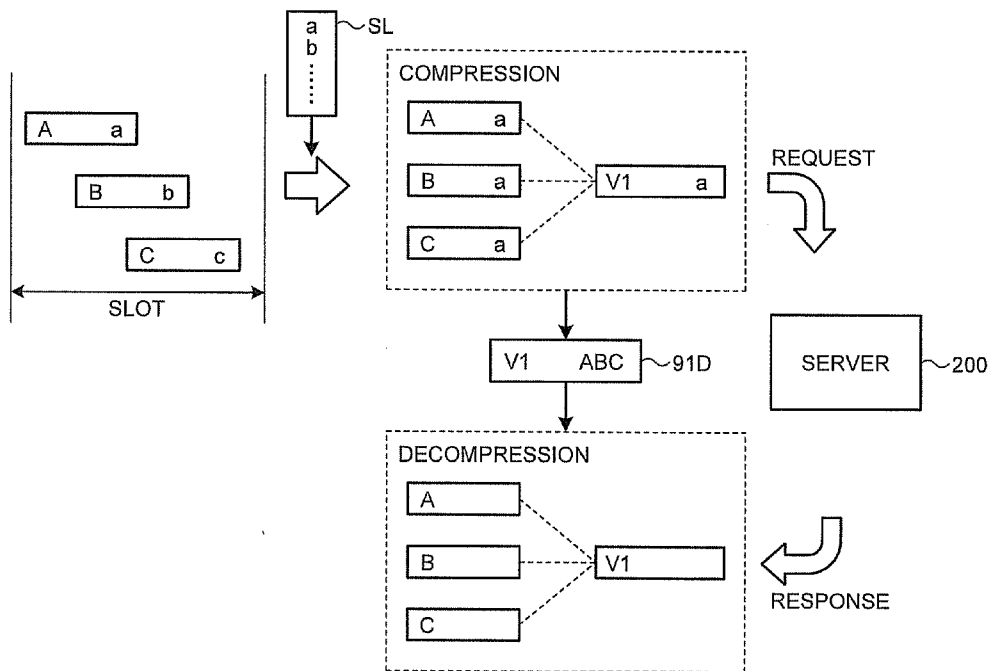 a
b
SL
A a
B b
C c
SLOT
COMPRESSION
A a
B a
C a
V1 a
REQUEST
V1 ABC
91D
SERVER
200
DECOMPRESSION
A
B
C
V1
RESPONSE